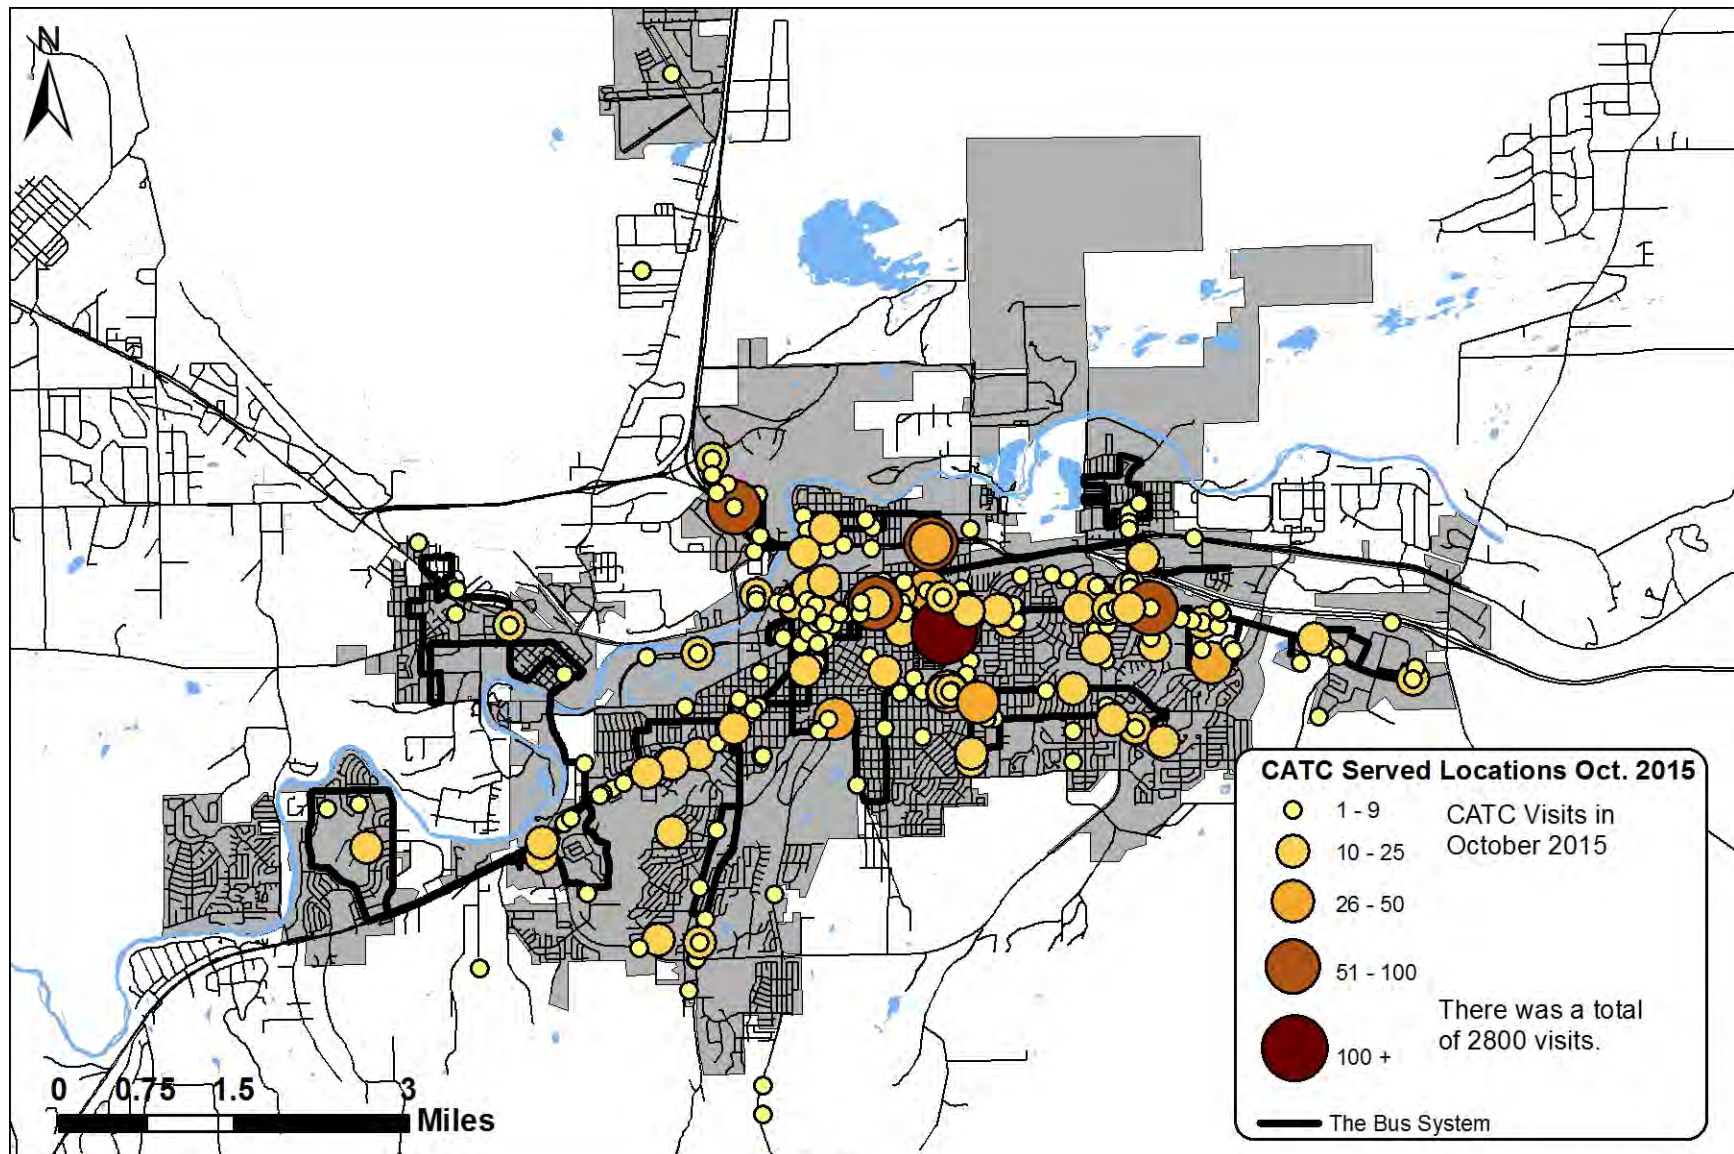 N
CATC Served Locations Oct. 2015
1 - 9
CATC Visits in
October 2015
10 - 25
26 - 50
51 - 100
There was a total
of 2800 visits.
100 +
The Bus System
0 0.75 1.5 3
Miles